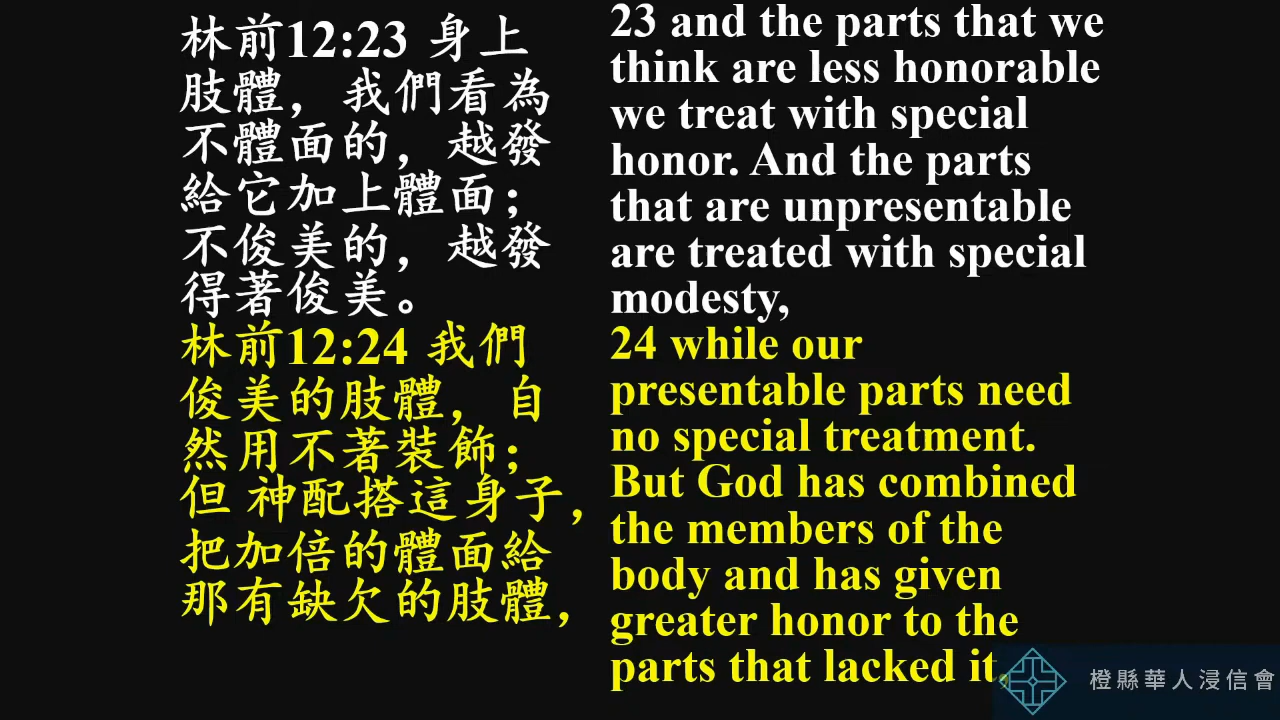 林前12:23 身上
肢體，我們看為
不體面的，越發
給它加上體面；
不俊美的，越發
得著俊美。
林前12:24 我們
俊美的肢體，自
然用不著裝飾；
但 神配搭這身子，
把加倍的體面給
那有缺欠的肢體，
23 and the parts that we
think are less honorable
we treat with special
honor. And the parts
that are unpresentable
are treated with special
modesty,
24 while our
presentable parts need
no special treatment.
But God has combined
the members of the
body and has given
greater honor to the
parts that lacked it,
橙縣華人浸信會